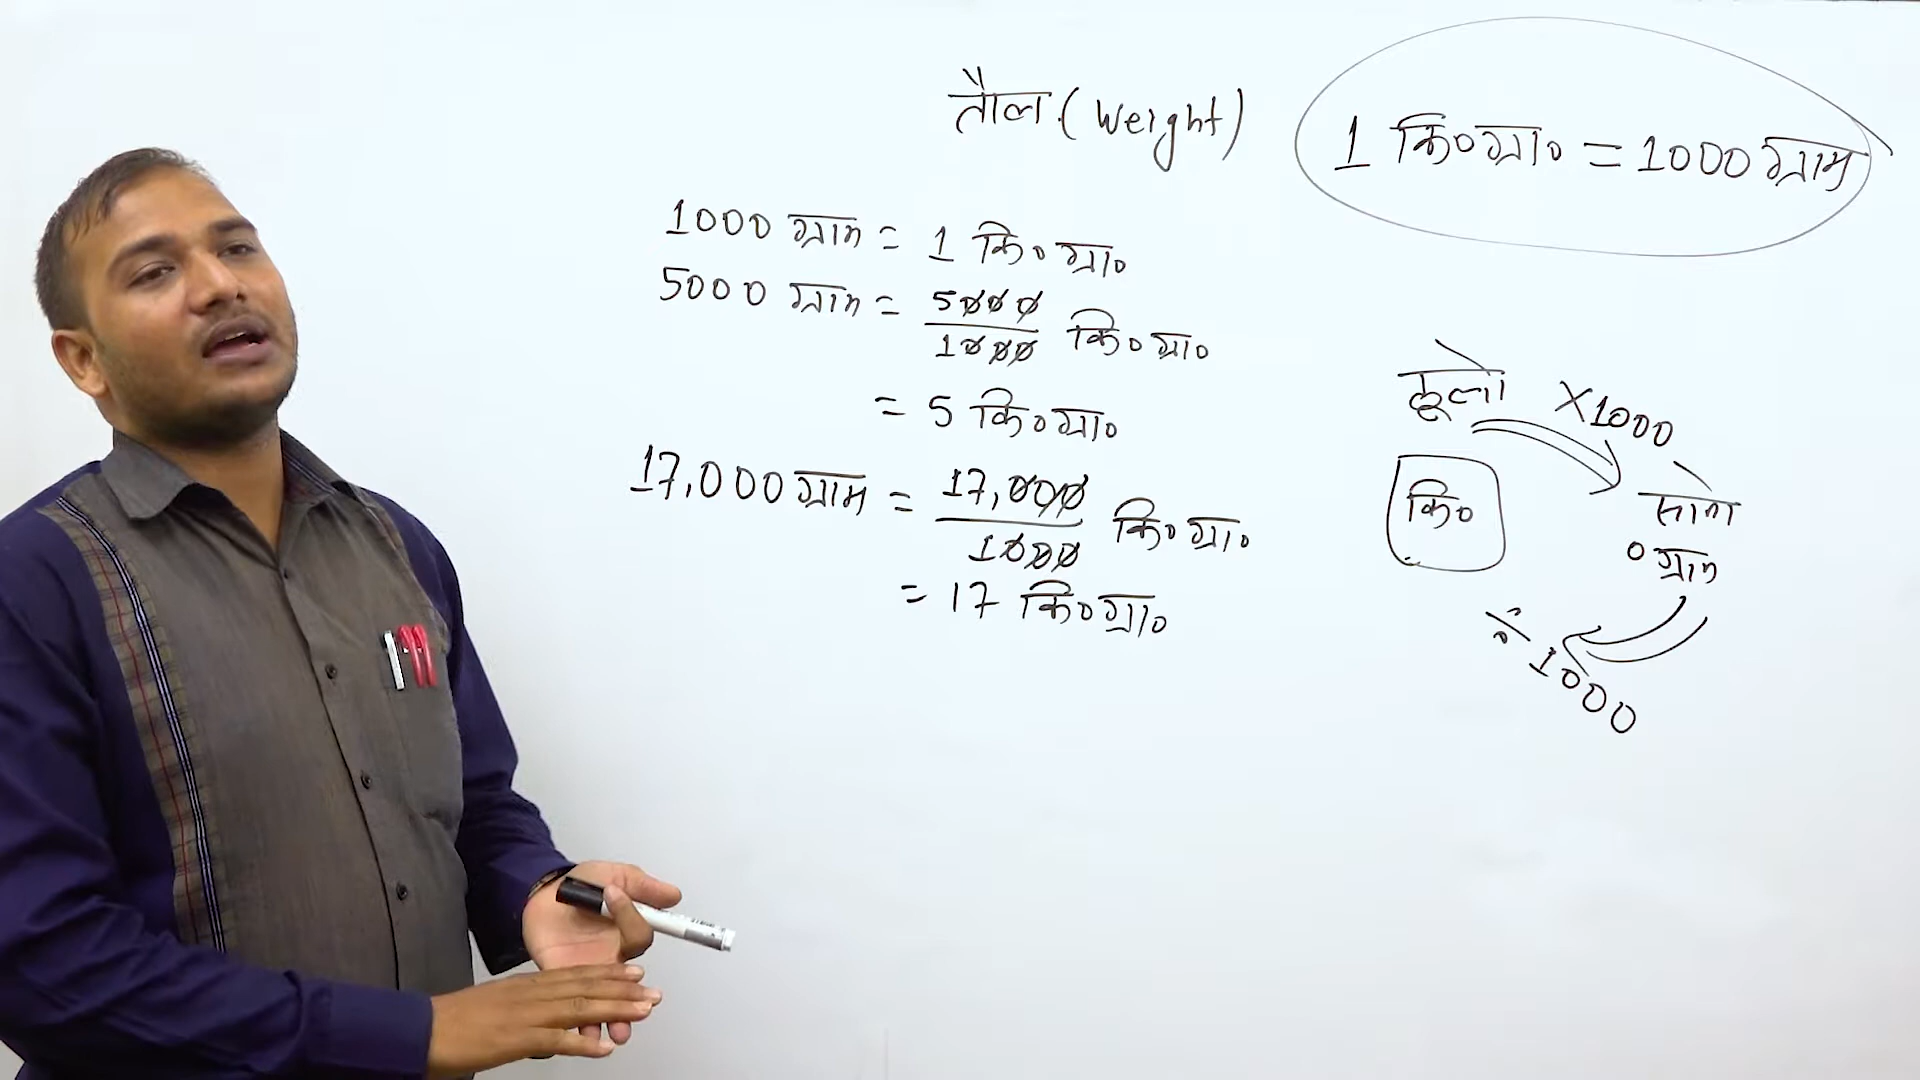 तौल (Weight)
1 कि०ग्रा० = 1000 ग्राम
1000 ग्राम = 1 कि०ग्रा०
5000 ग्राम = 5000/1000 कि०ग्रा०
= 5 कि०ग्रा०
17,000 ग्राम = 17,000/1000 कि०ग्रा०
= 17 कि०ग्रा०
ठूलो ×1000
कि०
ग्राम
÷1000